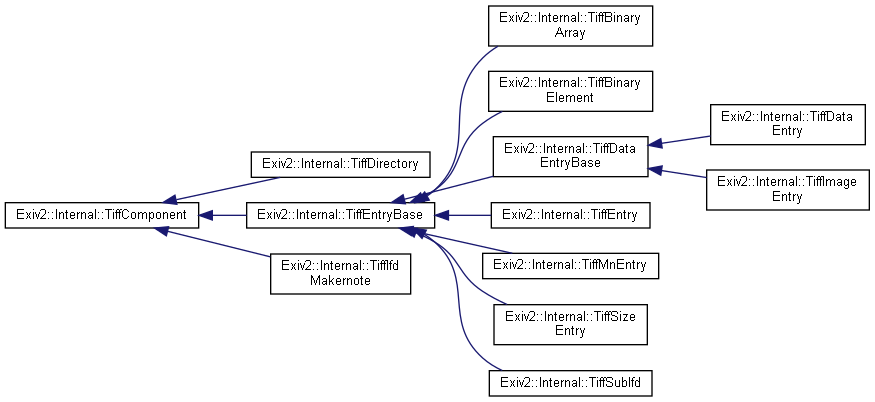 Exiv2::Internal::TiffBinary
Array
Exiv2::Internal::TiffBinary
Element
Exiv2::Internal::TiffData
Entry
Exiv2::Internal::TiffData
EntryBase
Exiv2::Internal::TiffDirectory
Exiv2::Internal::TiffImage
Entry
Exiv2::Internal::TiffComponent
Exiv2::Internal::TiffEntryBase
Exiv2::Internal::TiffEntry
Exiv2::Internal::TiffIfd
Makernote
Exiv2::Internal::TiffMnEntry
Exiv2::Internal::TiffSize
Entry
Exiv2::Internal::TiffSubIfd